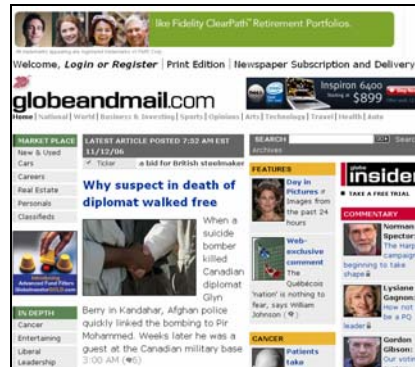 like Fidelity ClearPath™ Retirement Portfolios.
Welcome, Login or Register | Print Edition | Newspaper Subscription and Delivery
globeandmail.com
Inspiron 6400
$899
Home | National | World | Business & Investing | Sports | Opinions | Arts | Technology | Travel | Health | Auto
MARKET PLACE
New & Used
Cars
Careers
Real Estate
Personals
Classifieds
Introducing
Advanced Fund Filters
IN DEPTH
Cancer
Entertaining
Liberal
Leadership
LATEST ARTICLE POSTED 7:32 AM EST
11/12/06
Ticker
a bid for British steelmaker
Why suspect in death of
diplomat walked free
When a
suicide
bomber
killed
Canadian
diplomat
Glyn
Berry in Kandahar, Afghan police
quickly linked the bombing to Pir
Mohammed. Weeks later he was a
guest at the Canadian military base
3:00 AM
SEARCH
Archives
FEATURES
Day in
Pictures
Images from
the past 24
hours
Web-
exclusive
comment
The
Québécois
'nation' is nothing to
fear, says William
Johnson
CANCER
Patients
take
globe
insider
TAKE A FREE TRIAL
COMMENTARY
Norman
Spector:
The Harp
campaign
beginning to take
shape
Lysiane
Gagnon:
How not
be a PQ
leader
Gordon
Gibson:
Our votin